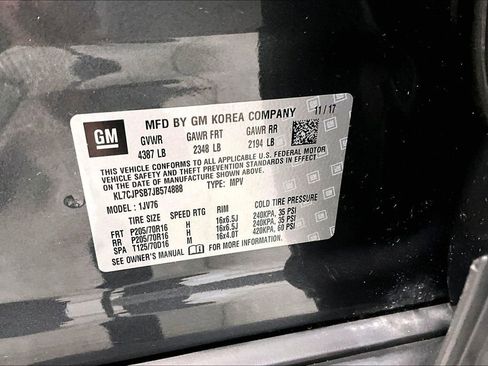 GM
MFD BY GM KOREA COMPANY 11/17
GVWR GAWR FRT GAWR RR
4387 LB 2348 LB 2194 LB
THIS VEHICLE CONFORMS TO ALL APPLICABLE U.S. FEDERAL MOTOR
VEHICLE SAFETY, BUMPER, AND THEFT PREVENTION STANDARDS IN
EFFECT ON THE DATE OF MANUFACTURE SHOWN ABOVE.
KL7CJPSB7JB574888 TYPE: MPV
MODEL: 1JV76
TIRE SPEED RTG RIM COLD TIRE PRESSURE
FRT P205/70R16 H 16x6.5J 240KPA, 35 PSI
RR P205/70R16 H 16x6.5J 240KPA, 35 PSI
SPA T125/70D16 M 16x4.0T 420KPA, 60 PSI
SEE OWNER'S MANUAL FOR MORE INFORMATION.